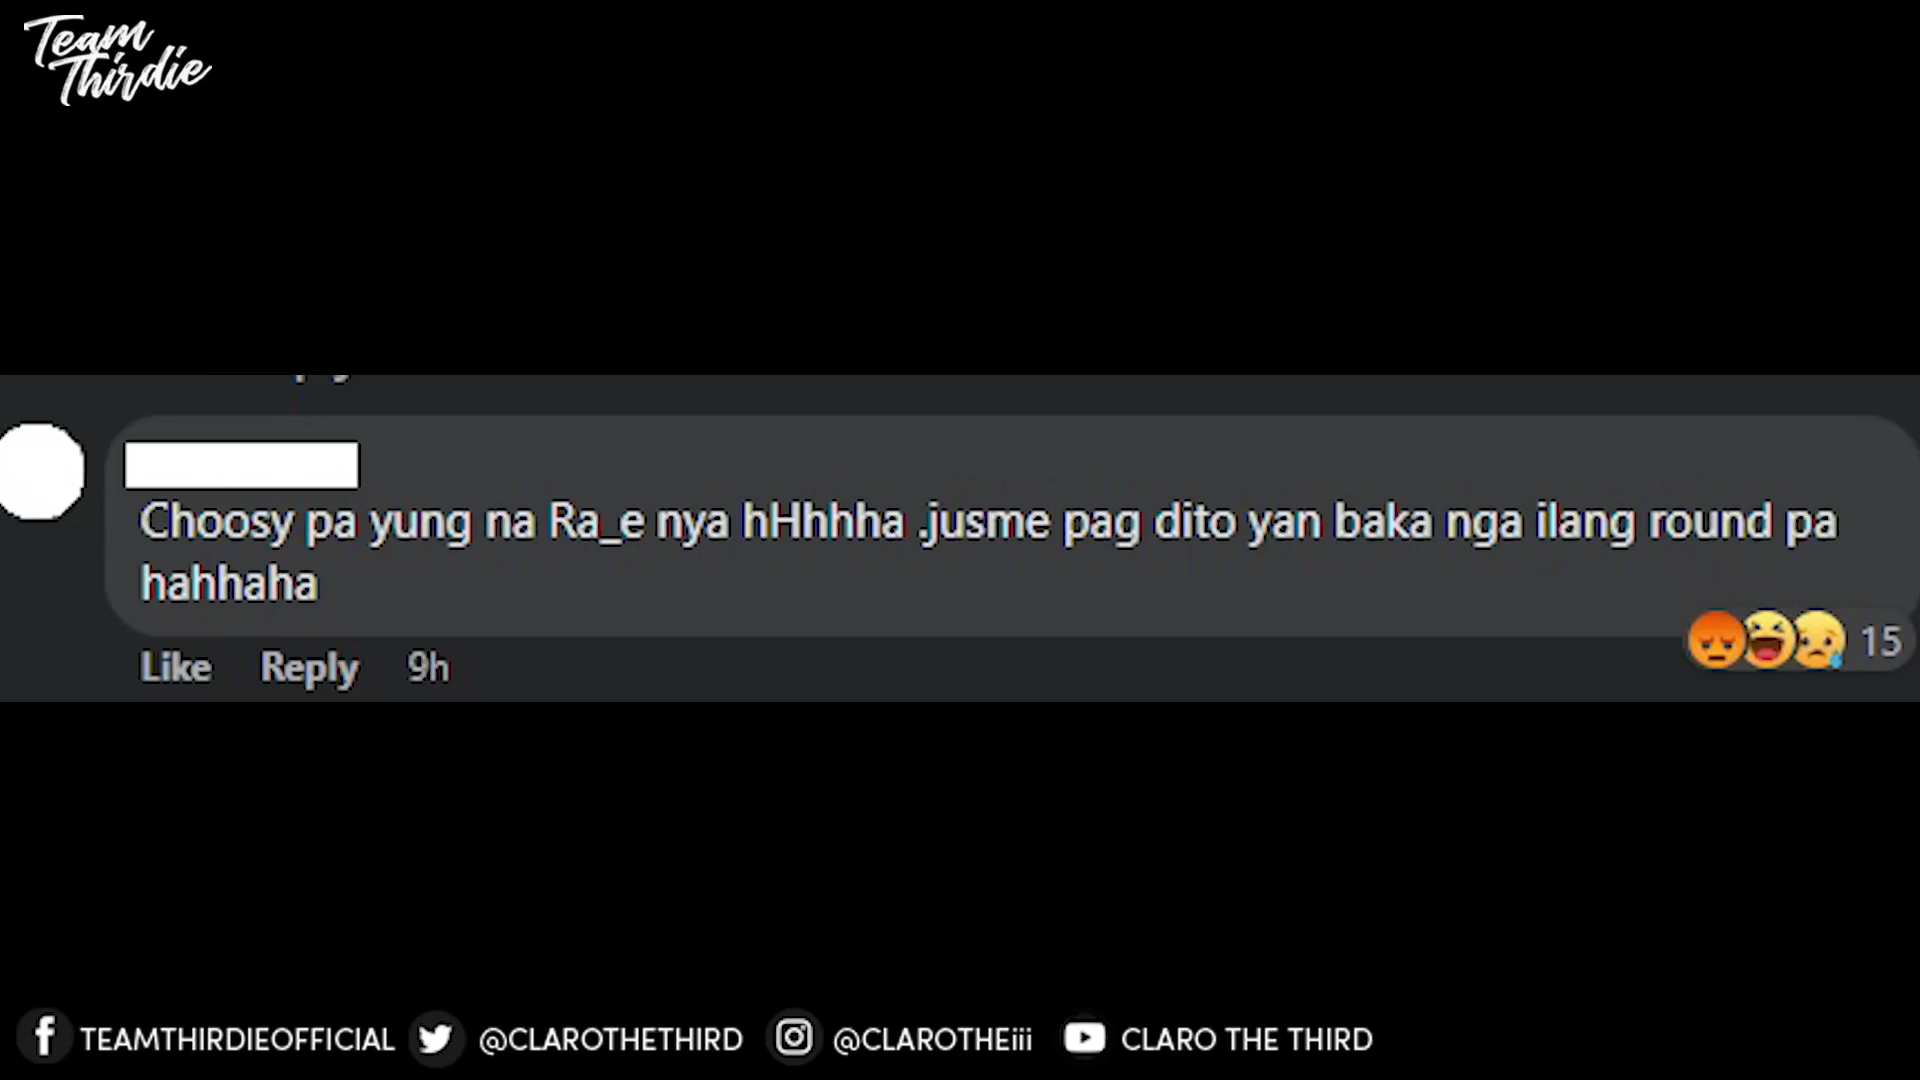 Team
Thirdie
Choosy pa yung na Ra_e nya hHhhha .jusme pag dito yan baka nga ilang round pa
hahhaha
Like Reply 9h
15
TEAMTHIRDIEOFFICIAL @CLAROTHETHIRD @CLAROTHEiii CLARO THE THIRD